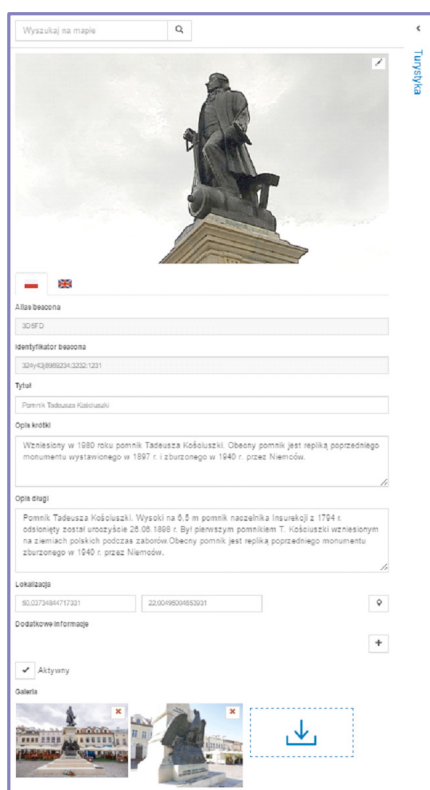 Wyszukaj na mapie
Turystyka
Alias beacona
3D5FD
Identyfikator beacona
Tytuł
Pomnik Tadeusza Kościuszki
Opis krótki
Wzniesiony w 1980 roku pomnik Tadeusza Kościuszki. Obecny pomnik jest repliką poprzedniego
monumentu wystawionego w 1897 r. i zburzonego w 1940 r. przez Niemców.
Opis długi
Pomnik Tadeusza Kościuszki. Wysoki na 6,5 m pomnik naczelnika Insurekcji z 1794 r.
odsłonięty został uroczyście 26.06.1898 r. Był pierwszym pomnikiem T. Kościuszki wzniesionym
na ziemiach polskich podczas zaborów.Obecny pomnik jest repliką poprzedniego monumentu
zburzonego w 1940 r. przez Niemców.
Lokalizacja
Dodatkowe informacje
Aktywny
Galeria